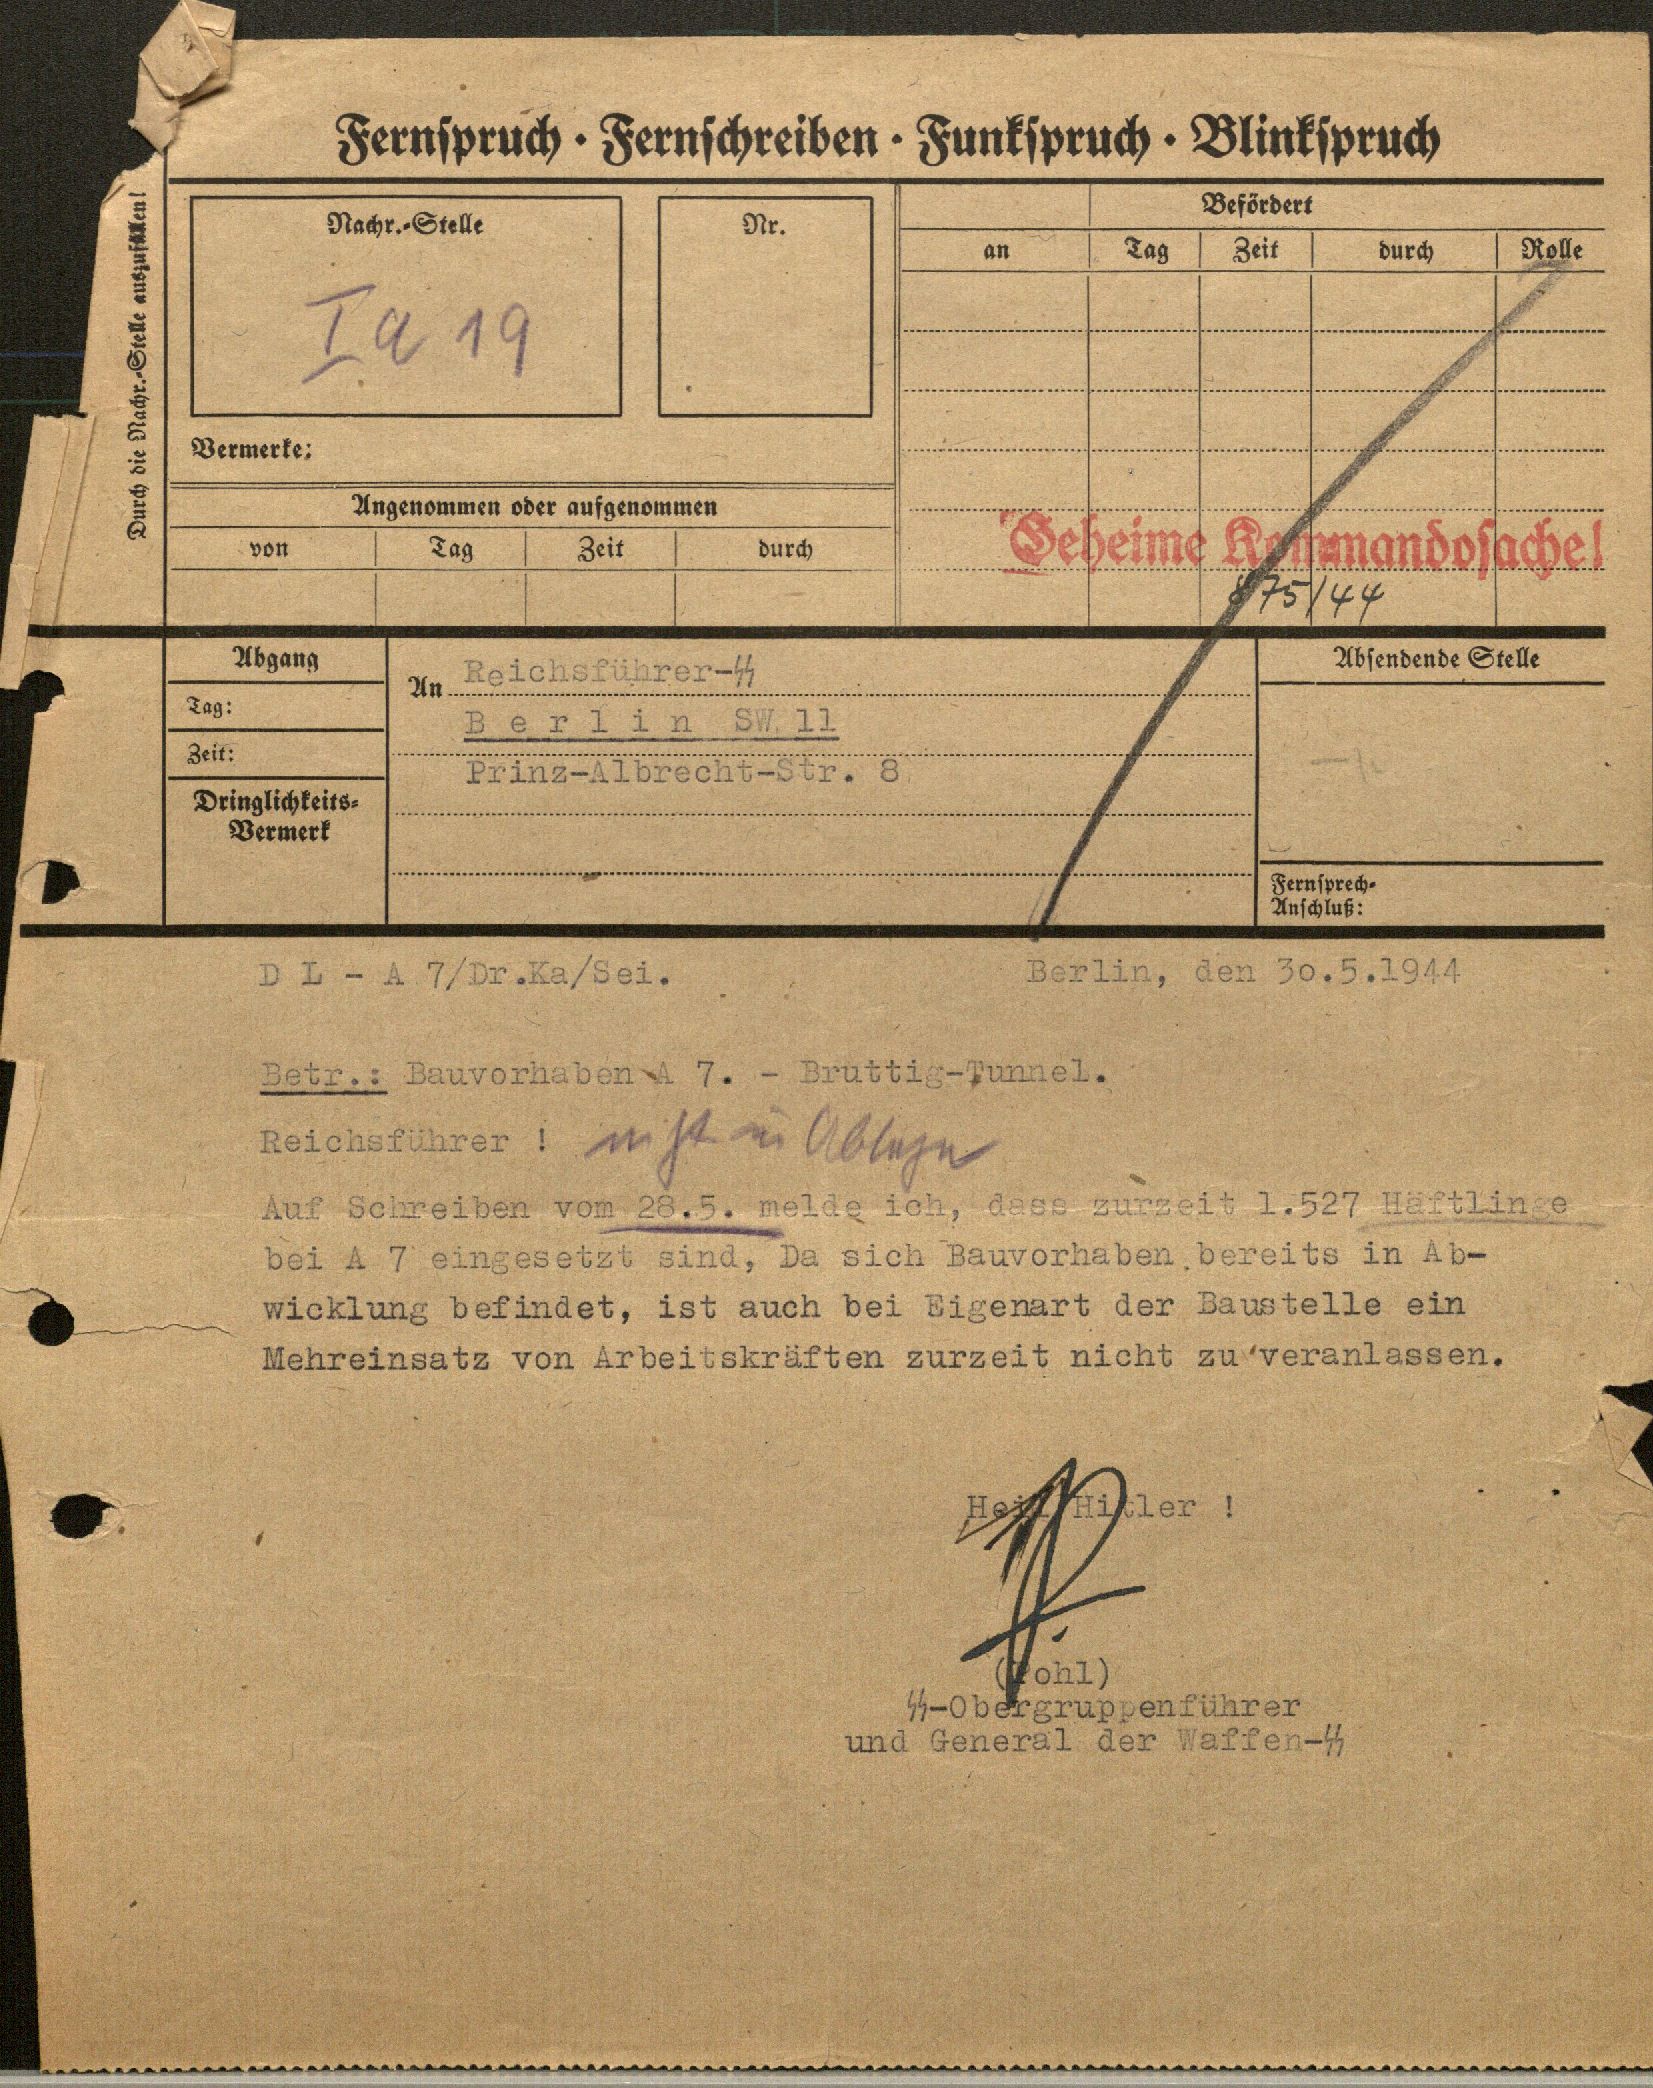 Fernspruch · Fernschreiben · Funkspruch · Blinkspruch
Durch die Nachr.-Stelle auszufüllen!
Nachr.-Stelle
Nr.
I a 19
Vermerke:
Angenommen oder aufgenommen
von Tag Zeit durch
Befördert
an Tag Zeit durch Rolle
Geheime Kommandosache!
875/44
Abgang
Tag:
Zeit:
Dringlichkeits-
Vermerk
An Reichsführer-SS
Berlin SW 11
Prinz-Albrecht-Str. 8
Absendende Stelle
Fernsprech-
Anschluß:
D L - A 7/Dr.Ka/Sei. Berlin, den 3o.5.1944
Betr.: Bauvorhaben A 7. - Bruttig-Tunnel.
Reichsführer ! nicht in Ablage
Auf Schreiben vom 28.5. melde ich, dass zurzeit 1.527 Häftlinge
bei A 7 eingesetzt sind, Da sich Bauvorhaben bereits in Ab-
wicklung befindet, ist auch bei Eigenart der Baustelle ein
Mehreinsatz von Arbeitskräften zurzeit nicht zu veranlassen.
Heil Hitler !
(Pohl)
SS-Obergruppenführer
und General der Waffen-SS